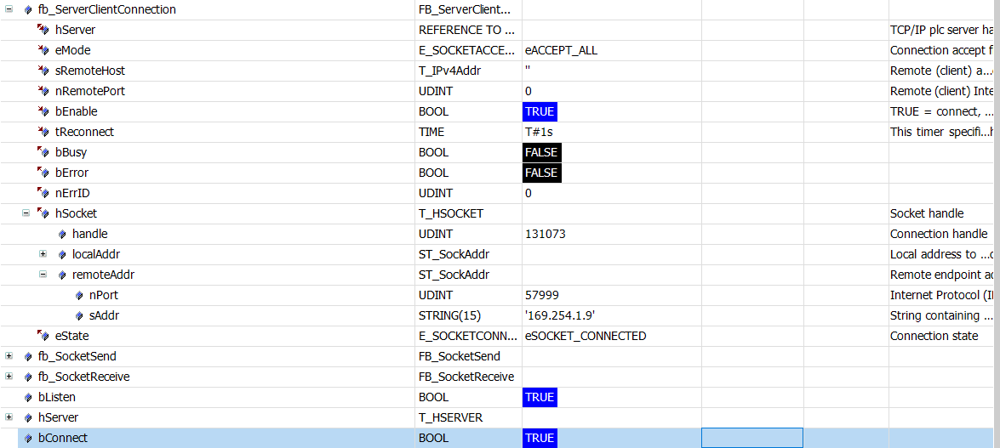 fb_ServerClientConnection FB_ServerClient...
hServer REFERENCE TO ... TCP/IP plc server ha
eMode E_SOCKETACCE... eACCEPT_ALL Connection accept f
sRemoteHost T_IPv4Addr '' Remote (client) a...
nRemotePort UDINT 0 Remote (client) Inte
bEnable BOOL TRUE TRUE = connect, ...
tReconnect TIME T#1s This timer specifi...h
bBusy BOOL FALSE
bError BOOL FALSE
nErrID UDINT 0
hSocket T_HSOCKET Socket handle
handle UDINT 131073 Connection handle
localAddr ST_SockAddr Local address to ...
remoteAddr ST_SockAddr Remote endpoint ad
nPort UDINT 57999 Internet Protocol (I
sAddr STRING(15) '169.254.1.9' String containing ...
eState E_SOCKETCONN... eSOCKET_CONNECTED Connection state
fb_SocketSend FB_SocketSend
fb_SocketReceive FB_SocketReceive
bListen BOOL TRUE
hServer T_HSERVER
bConnect BOOL TRUE